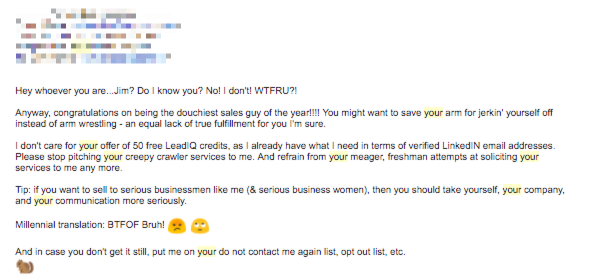 Hey whoever you are...Jim? Do I know you? No! I don't! WTFRU?!
Anyway, congratulations on being the douchiest sales guy of the year!!!! You might want to save your arm for jerkin' yourself off
instead of arm wrestling - an equal lack of true fulfillment for you I'm sure.
I don't care for your offer of 50 free LeadIQ credits, as I already have what I need in terms of verified LinkedIN email addresses.
Please stop pitching your creepy crawler services to me. And refrain from your meager, freshman attempts at soliciting your
services to me any more.
Tip: if you want to sell to serious businessmen like me (& serious business women), then you should take yourself, your company,
and your communication more seriously.
Millennial translation: BTFOF Bruh! 😡 🙄
And in case you don't get it still, put me on your do not contact me again list, opt out list, etc.
🐿️